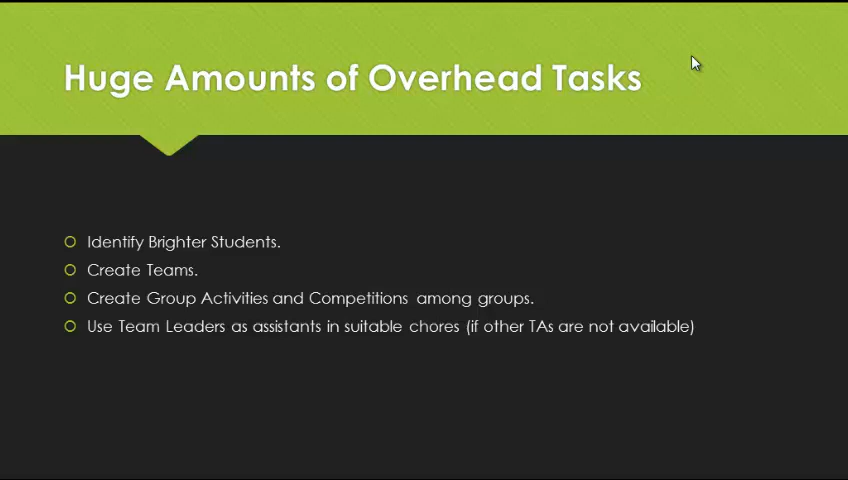 Huge Amounts of Overhead Tasks
Identify Brighter Students.
Create Teams.
Create Group Activities and Competitions among groups.
Use Team Leaders as assistants in suitable chores (if other TAs are not available)